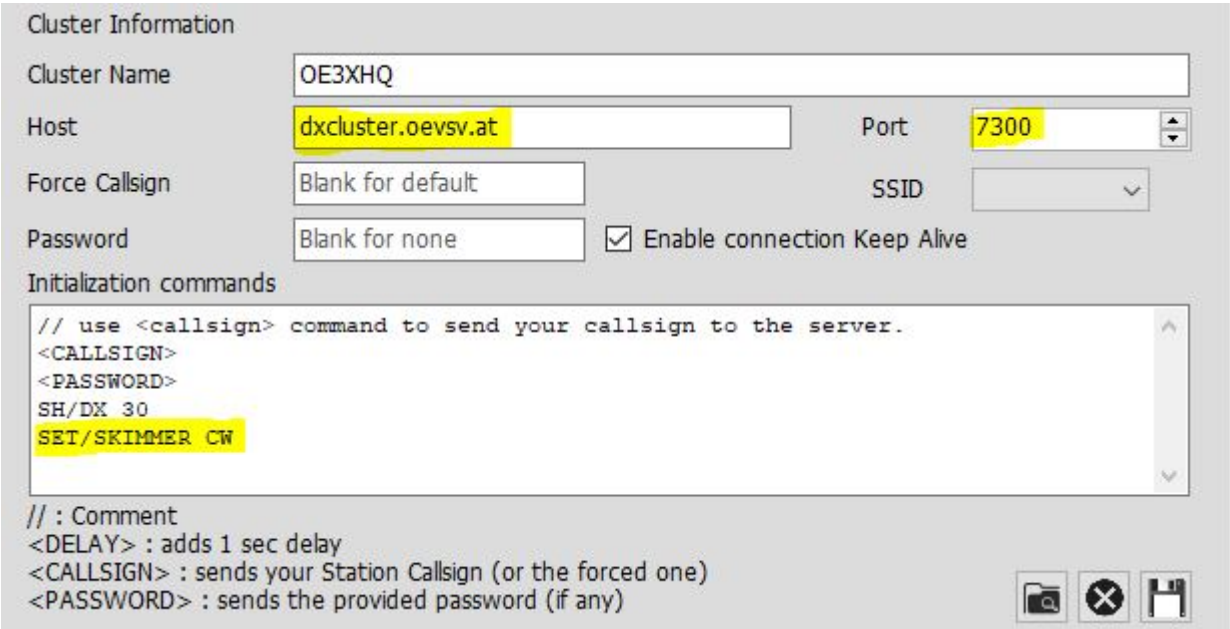 Cluster Information
Cluster Name OE3XHQ
Host dxcluster.oevsv.at Port 7300
Force Callsign Blank for default SSID
Password Blank for none Enable connection Keep Alive
Initialization commands
// use <callsign> command to send your callsign to the server.
<CALLSIGN>
<PASSWORD>
SH/DX 30
SET/SKIMMER CW
// : Comment
<DELAY> : adds 1 sec delay
<CALLSIGN> : sends your Station Callsign (or the forced one)
<PASSWORD> : sends the provided password (if any)